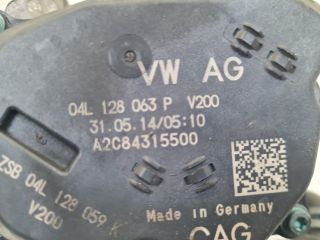 VW AG
04L 128 063 P V200
31.05.14/05:10
A2C84315500
ZSB 04L 128 059 K
V200
Made in Germany
CAG